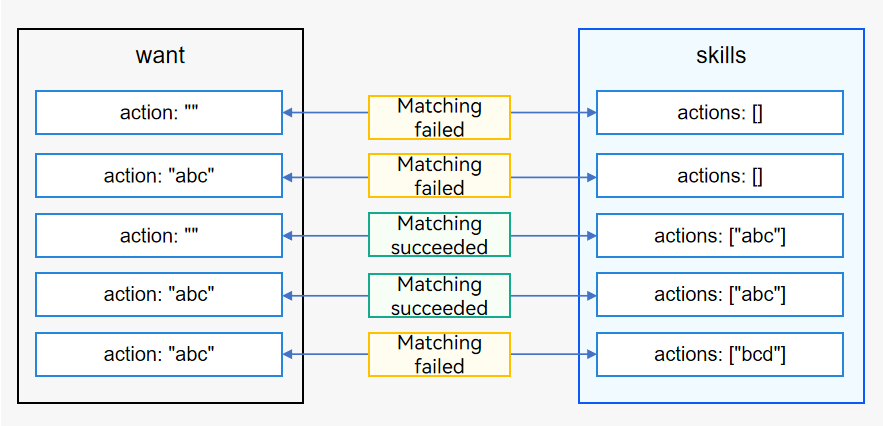 want
skills
action: ""
Matching
failed
actions: []
action: "abc"
Matching
failed
actions: []
action: ""
Matching
succeeded
actions: ["abc"]
action: "abc"
Matching
succeeded
actions: ["abc"]
action: "abc"
Matching
failed
actions: ["bcd"]